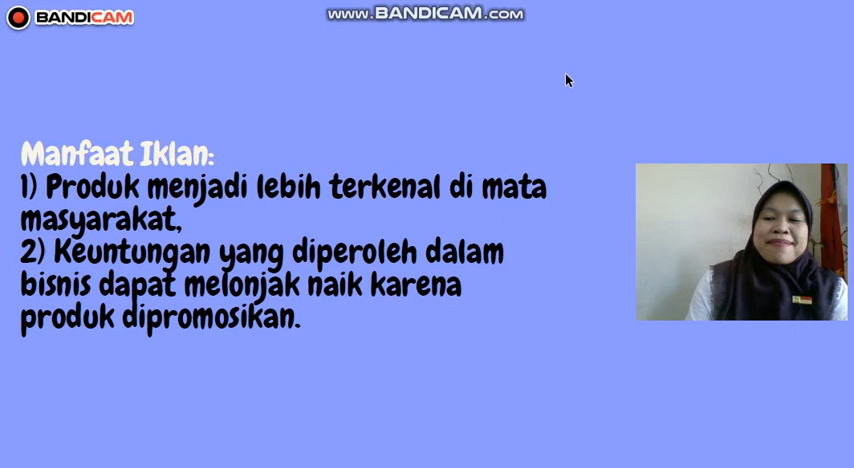 BANDICAM
www.BANDICAM.com
Manfaat Iklan:
1) Produk menjadi lebih terkenal di mata
masyarakat,
2) Keuntungan yang diperoleh dalam
bisnis dapat melonjak naik karena
produk dipromosikan.